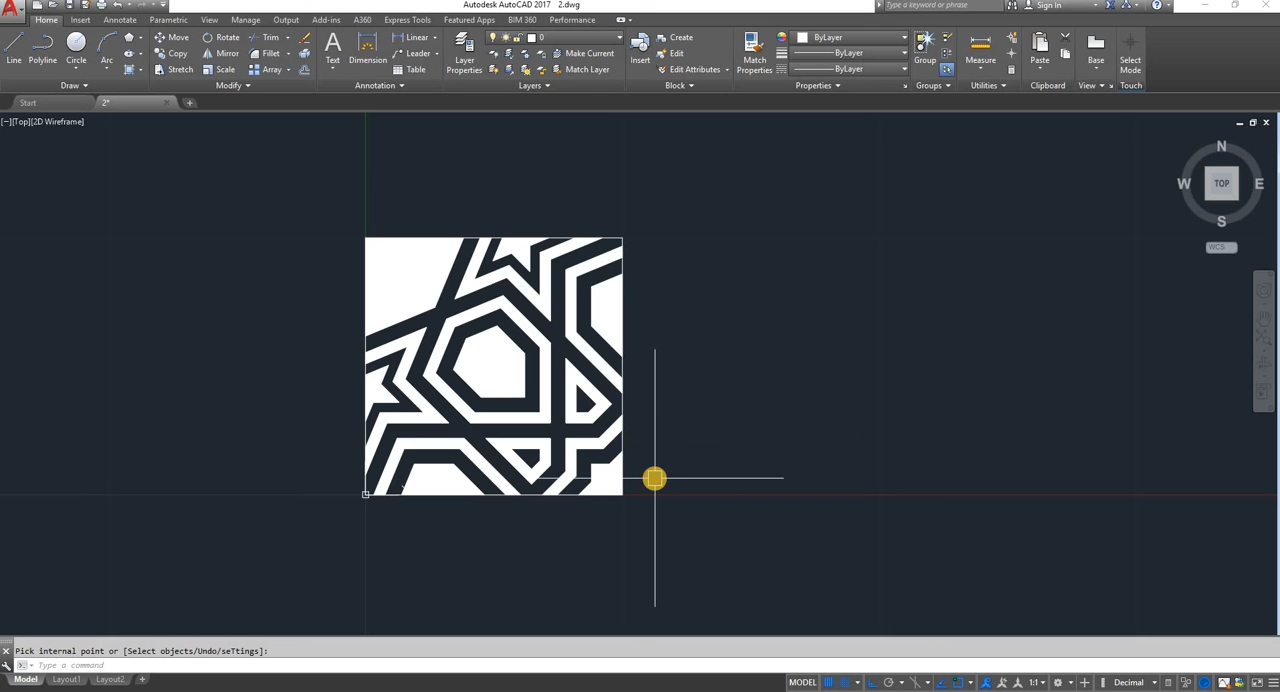 Autodesk AutoCAD 2017 2.dwg
Type a keyword or phrase
Sign In
Home Insert Annotate Parametric View Manage Output Add-ins A360 Express Tools Featured Apps BIM 360 Performance
Line Polyline Circle Arc
Move Rotate Trim
Copy Mirror Fillet
Stretch Scale Array
Text Dimension
Linear
Leader
Table
Layer Properties
0
Make Current
Match Layer
Insert
Create
Edit
Edit Attributes
Match Properties
ByLayer
ByLayer
ByLayer
Group Measure Paste Base Select Mode
Draw Modify Annotation Layers Block Properties Groups Utilities Clipboard View Touch
Start 2*
[−][Top][2D Wireframe]
N
W TOP E
S
WCS
Pick internal point or [Select objects/Undo/seTtings]:
Type a command
Model Layout1 Layout2 +
MODEL 1:1 Decimal